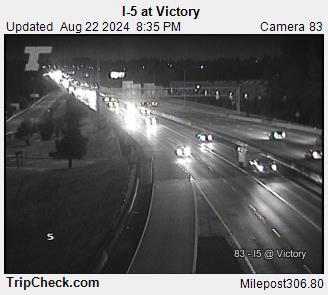 I-5 at Victory
Updated Aug 22 2024 8:35 PM Camera 83
T
S
83 - I5 @ Victory
TripCheck.com Milepost306.80